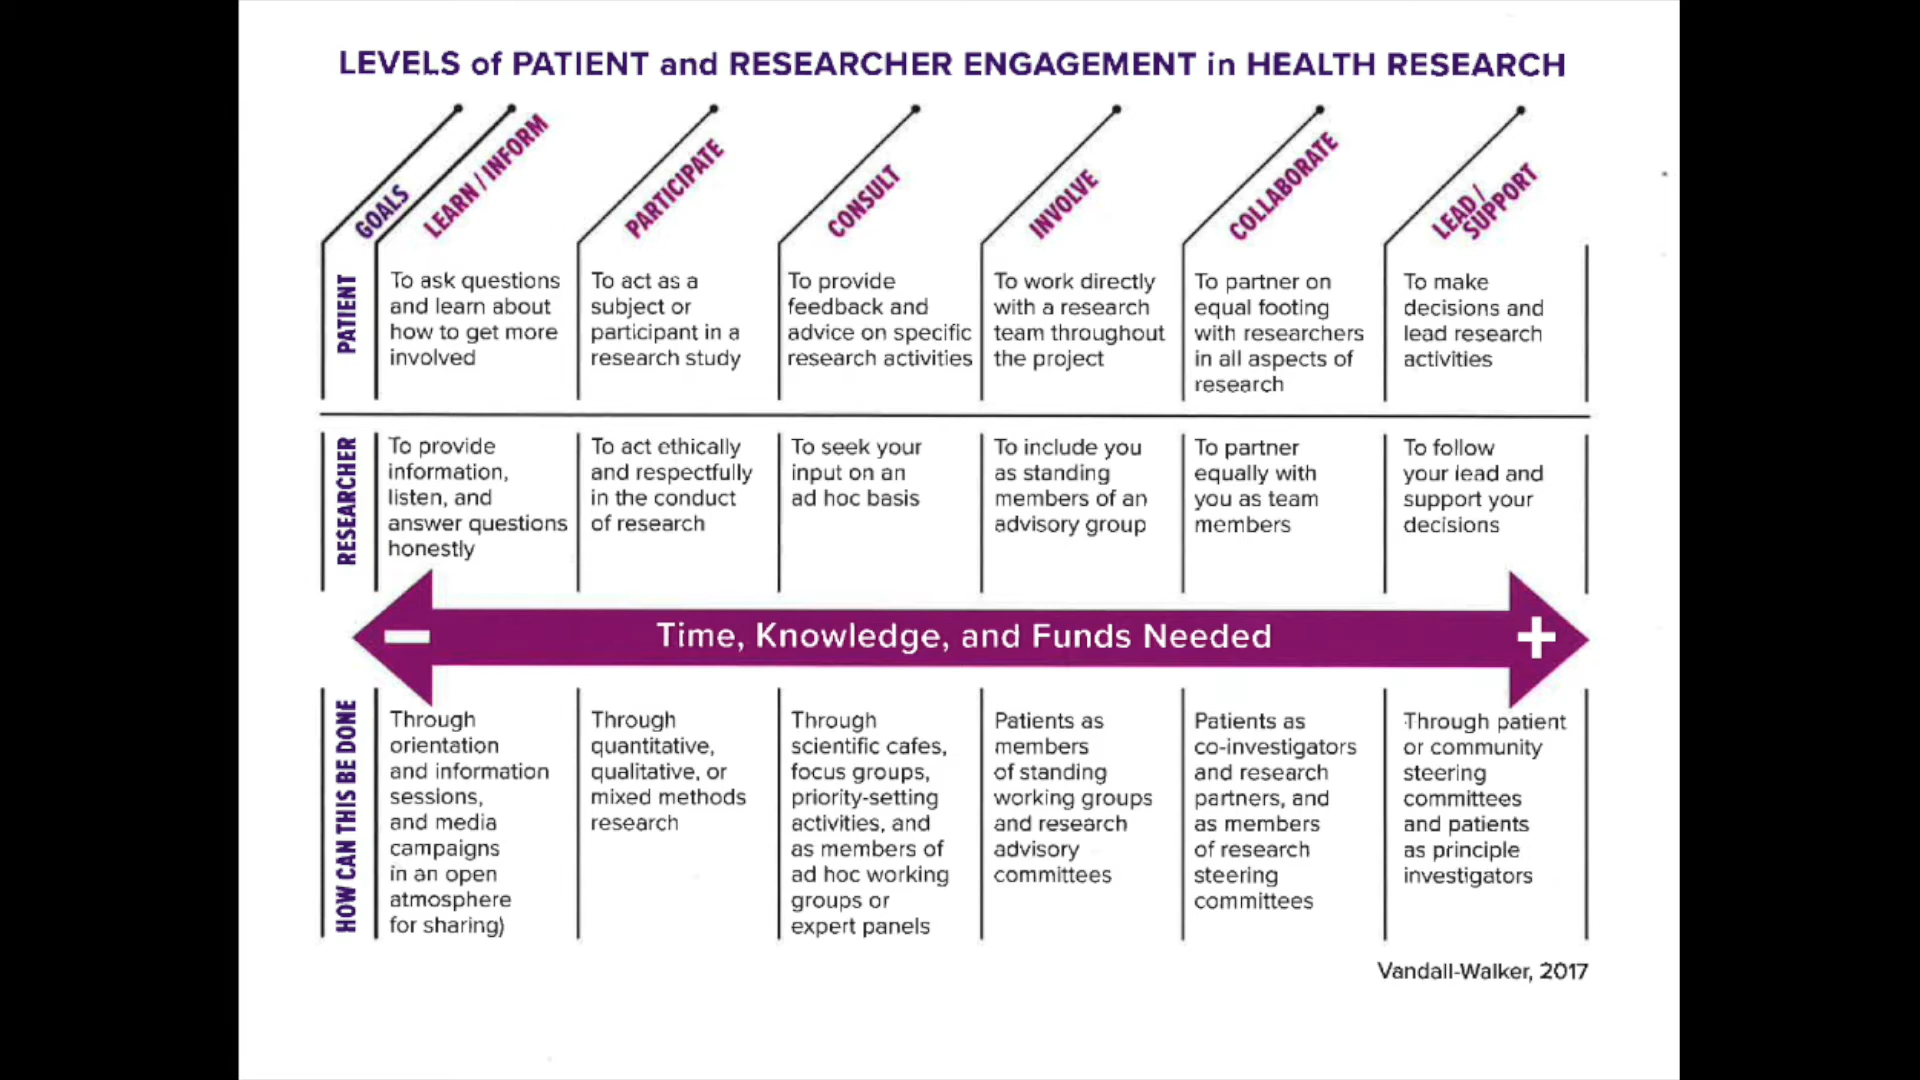 LEVELS of PATIENT and RESEARCHER ENGAGEMENT in HEALTH RESEARCH
GOALS
LEARN / INFORM
PARTICIPATE
CONSULT
INVOLVE
COLLABORATE
LEAD /
SUPPORT
PATIENT
To ask questions
and learn about
how to get more
involved
To act as a
subject or
participant in a
research study
To provide
feedback and
advice on specific
research activities
To work directly
with a research
team throughout
the project
To partner on
equal footing
with researchers
in all aspects of
research
To make
decisions and
lead research
activities
RESEARCHER
To provide
information,
listen, and
answer questions
honestly
To act ethically
and respectfully
in the conduct
of research
To seek your
input on an
ad hoc basis
To include you
as standing
members of an
advisory group
To partner
equally with
you as team
members
To follow
your lead and
support your
decisions
− Time, Knowledge, and Funds Needed +
HOW CAN THIS BE DONE
Through
orientation
and information
sessions,
and media
campaigns
in an open
atmosphere
for sharing)
Through
quantitative,
qualitative, or
mixed methods
research
Through
scientific cafes,
focus groups,
priority-setting
activities, and
as members of
ad hoc working
groups or
expert panels
Patients as
members
of standing
working groups
and research
advisory
committees
Patients as
co-investigators
and research
partners, and
as members
of research
steering
committees
Through patient
or community
steering
committees
and patients
as principle
investigators
Vandall-Walker, 2017